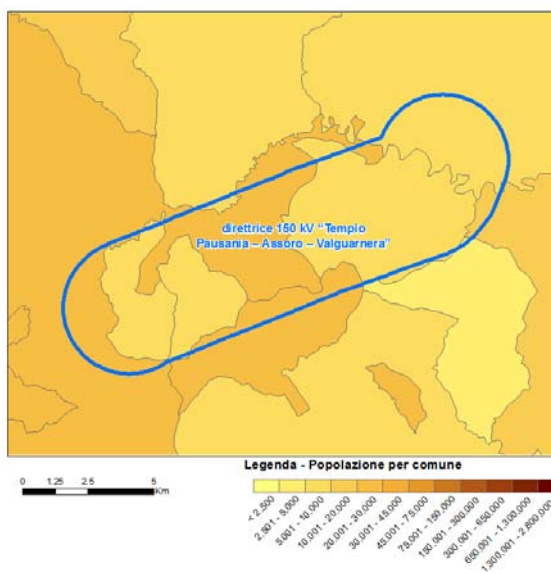 direttrice 150 kV "Tempio
Pausania – Assoro – Valguarnera"
Legenda - Popolazione per comune
0 1.25 2.5 5
Km
< 2,500
2,501 - 5,000
5,001 - 10,000
10,001 - 20,000
20,001 - 30,000
30,001 - 45,000
45,001 - 75,000
75,001 - 150,000
150,001 - 300,000
300,001 - 650,000
650,001 - 1,300,000
1,300,001 - 2,600,000